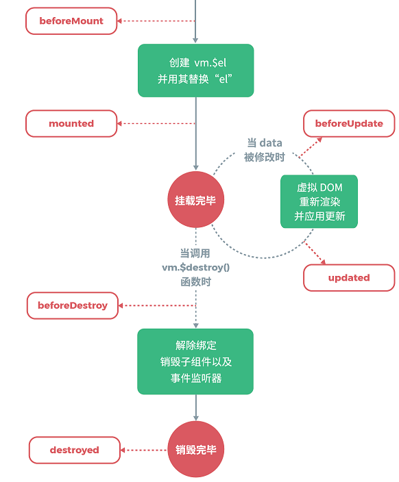 beforeMount
创建 vm.$el
并用其替换“el”
mounted
当 data
被修改时
beforeUpdate
挂载完毕
虚拟 DOM
重新渲染
并应用更新
当调用
vm.$destroy()
函数时
updated
beforeDestroy
解除绑定
销毁子组件以及
事件监听器
destroyed
销毁完毕